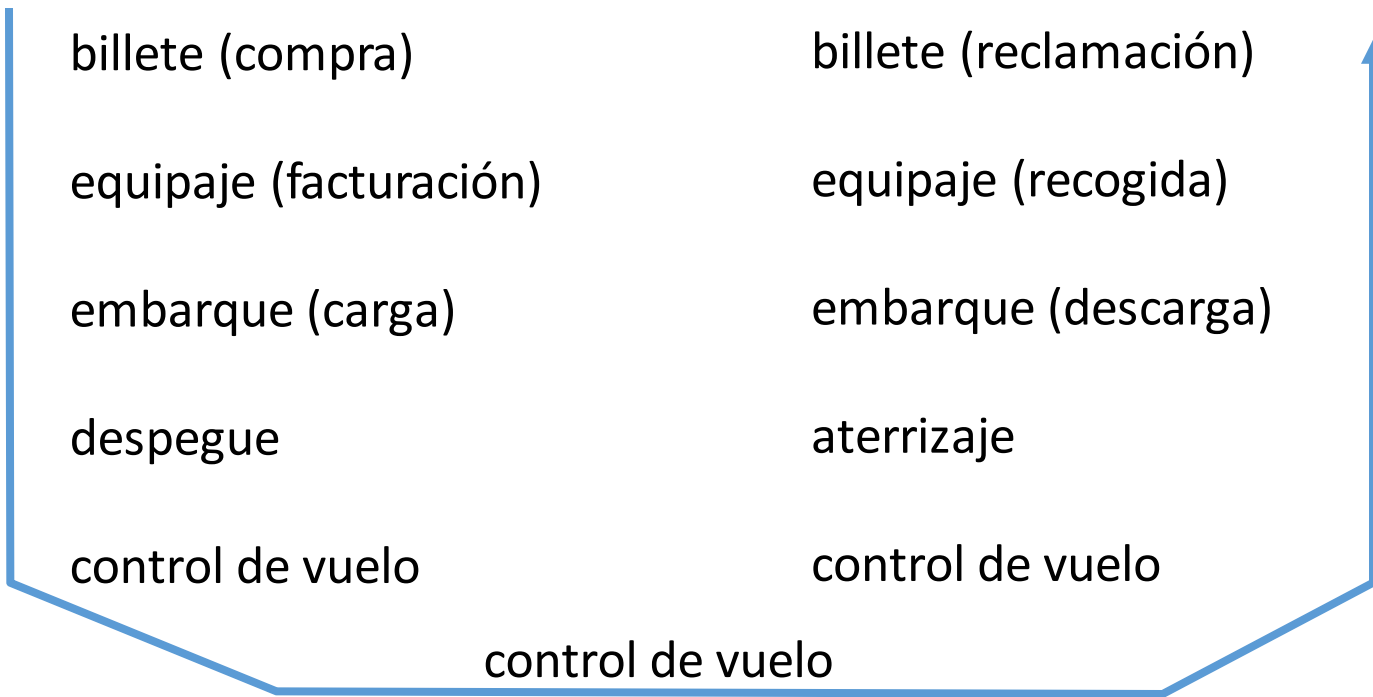 billete (compra)
equipaje (facturación)
embarque (carga)
despegue
control de vuelo
control de vuelo
billete (reclamación)
equipaje (recogida)
embarque (descarga)
aterrizaje
control de vuelo